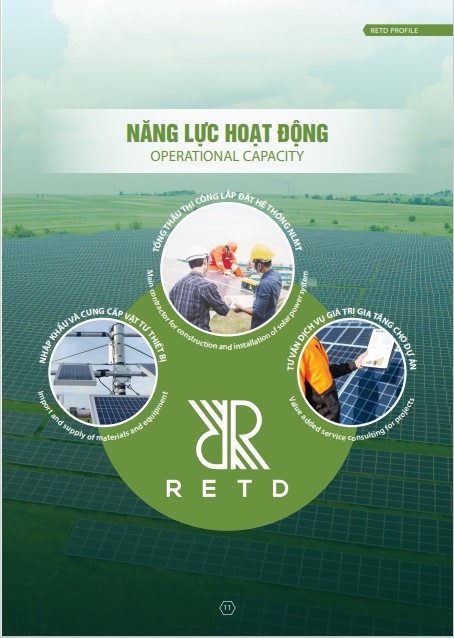 RETD PROFILE
NĂNG LỰC HOẠT ĐỘNG
OPERATIONAL CAPACITY
TỔNG THẦU THI CÔNG LẮP ĐẶT HỆ THỐNG NLMT
Main contractor for construction and installation of solar power system
NHẬP KHẨU VÀ CUNG CẤP VẬT TƯ THIẾT BỊ
Import and supply of materials and equipment
TƯ VẤN DỊCH VỤ GIÁ TRỊ GIA TĂNG CHO DỰ ÁN
Value added service consulting for projects
RETD
11